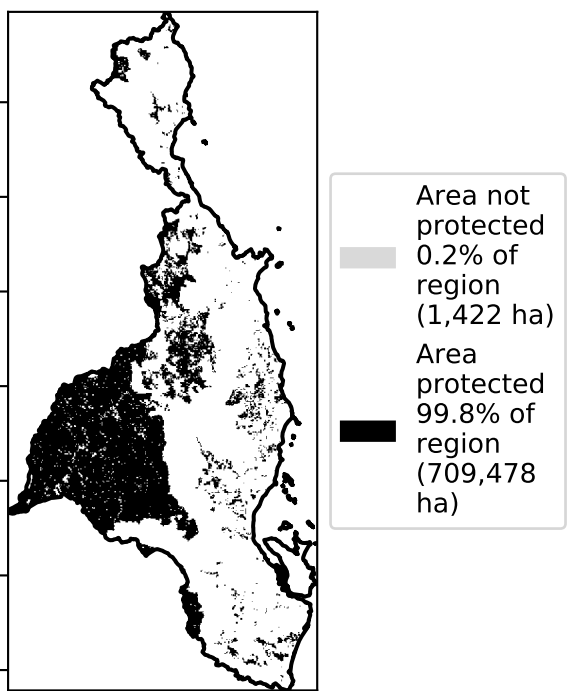 Area not
protected
0.2% of
region
(1,422 ha)
Area
protected
99.8% of
region
(709,478
ha)